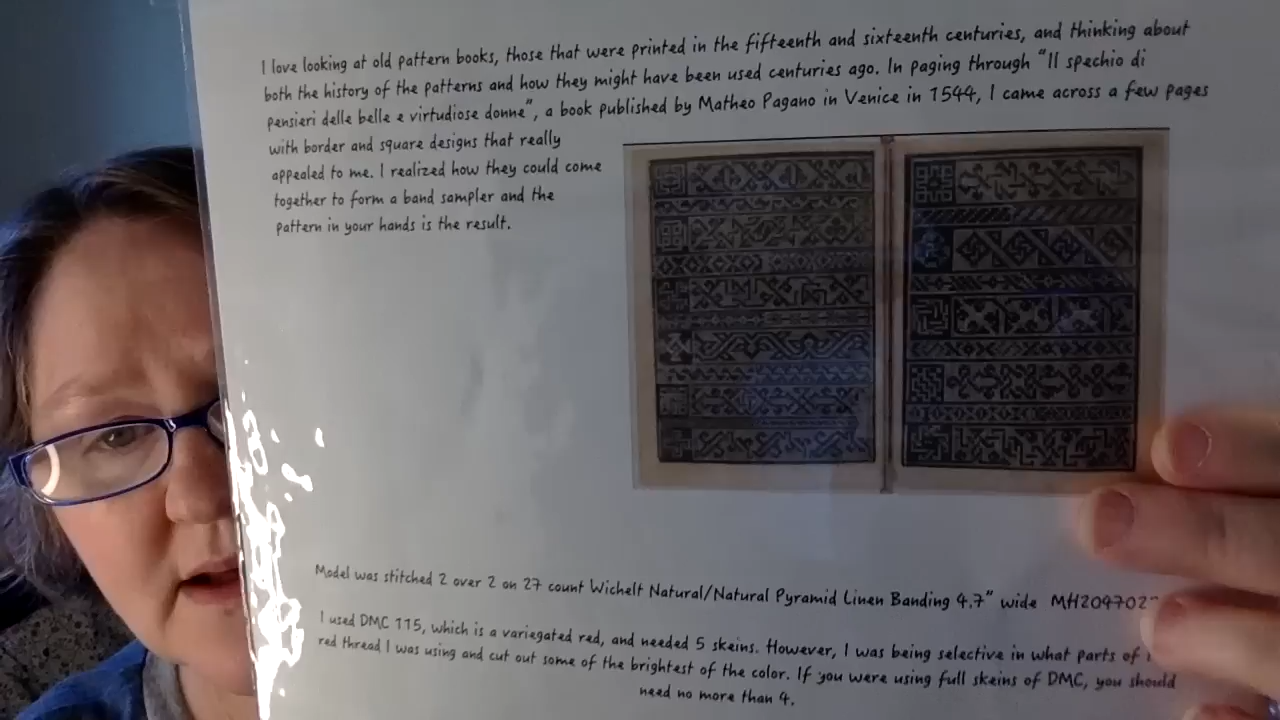 I love looking at old pattern books, those that were printed in the fifteenth and sixteenth centuries, and thinking about
both the history of the patterns and how they might have been used centuries ago. In paging through "Il spechio di
pensieri delle belle e virtudiose donne", a book published by Matheo Pagano in Venice in 1544, I came across a few pages
with border and square designs that really
appealed to me. I realized how they could come
together to form a band sampler and the
pattern in your hands is the result.
Model was stitched 2 over 2 on 27 count Wichelt Natural/Natural Pyramid Linen Banding 4.7" wide
I used DMC 115, which is a variegated red, and needed 5 skeins. However, I was being selective in what parts of
red thread I was using and cut out some of the brightest of the color. If you were using full skeins of DMC, you should
need no more than 4.